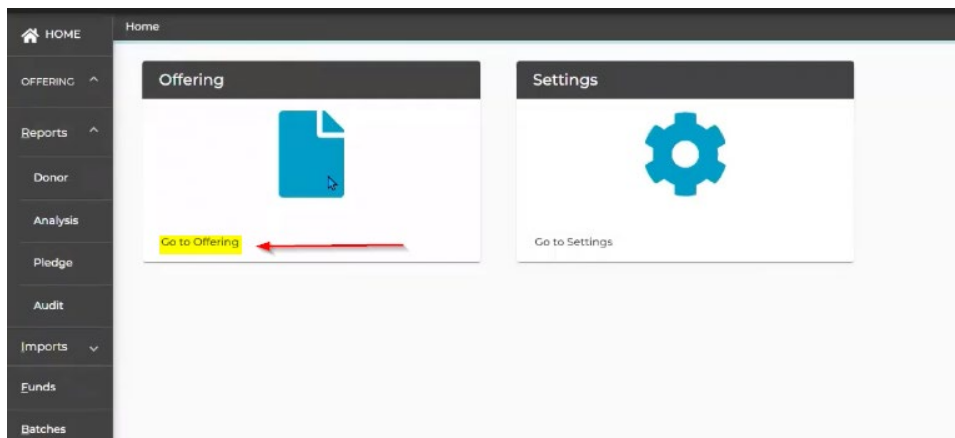 HOME
Home
OFFERING
Reports
Donor
Analysis
Pledge
Audit
Imports
Funds
Batches
Offering
Go to Offering
Settings
Go to Settings